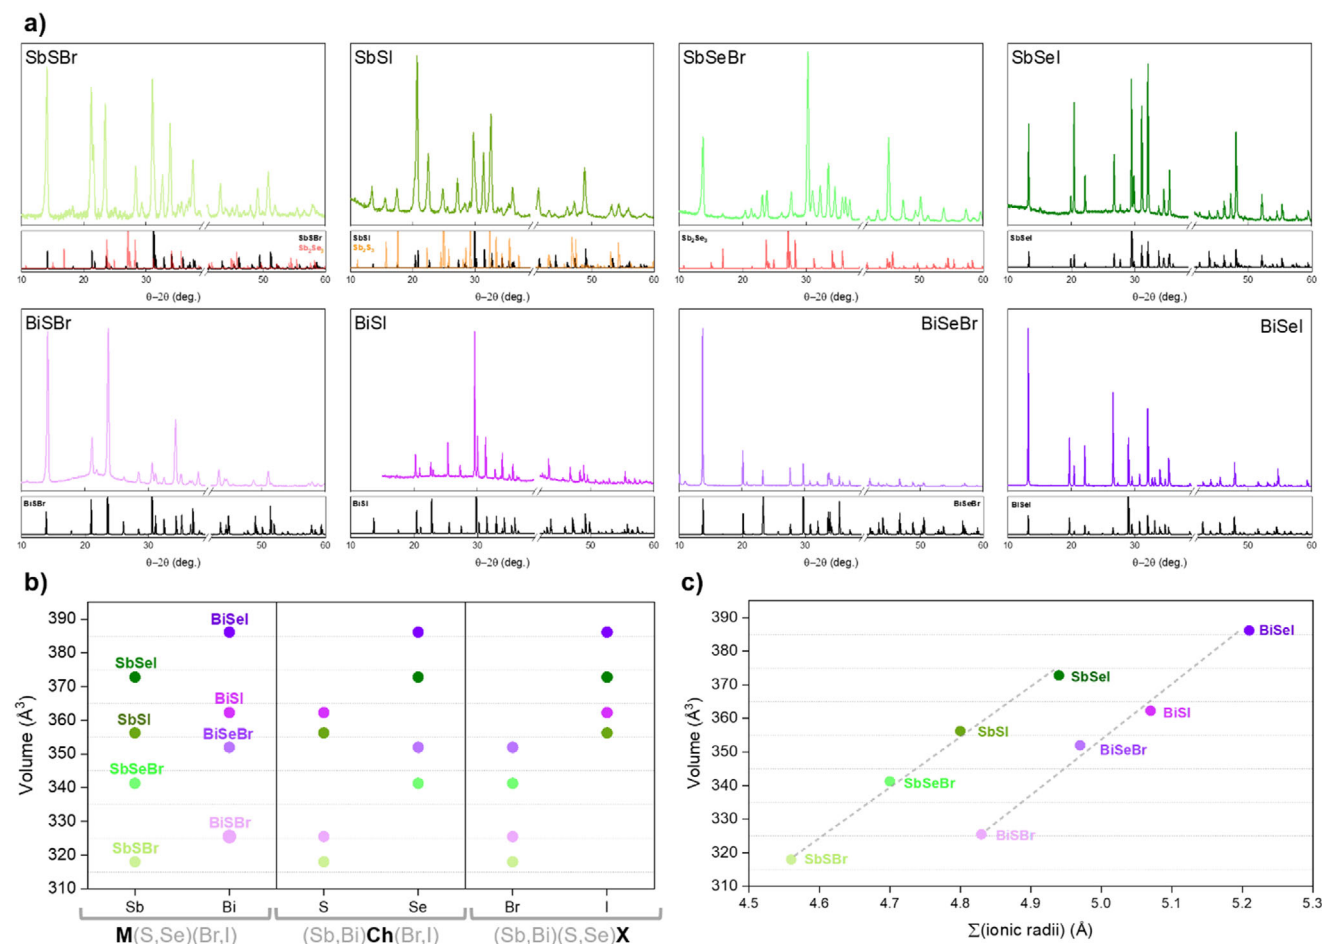 a)
SbSBr
SbSI
SbSeBr
SbSeI
SbSBr
Sb2Se3
SbSI
Sb2S3
Sb2Se3
SbSeI
10 20 30 50 60
10 20 30 50 60
10 20 30 50 60
10 20 30 50 60
θ–2θ (deg.)
θ–2θ (deg.)
θ–2θ (deg.)
θ–2θ (deg.)
BiSBr
BiSI
BiSeBr
BiSeI
BiSBr
BiSI
BiSeBr
BiSeI
10 20 30 50 60
10 20 30 50 60
10 20 30 50 60
10 20 30 50 60
θ–2θ (deg.)
θ–2θ (deg.)
θ–2θ (deg.)
θ–2θ (deg.)
b)
Volume (Å³)
390
380
370
360
350
340
330
320
310
BiSeI
SbSeI
BiSI
SbSI
BiSeBr
SbSeBr
BiSBr
SbSBr
Sb Bi S Se Br I
M(S,Se)(Br,I)
(Sb,Bi)Ch(Br,I)
(Sb,Bi)(S,Se)X
c)
Volume (Å³)
390
380
370
360
350
340
330
320
310
BiSeI
SbSeI
BiSI
SbSI
BiSeBr
SbSeBr
BiSBr
SbSBr
4.5 4.6 4.7 4.8 4.9 5.0 5.1 5.2 5.3
Σ(ionic radii) (Å)